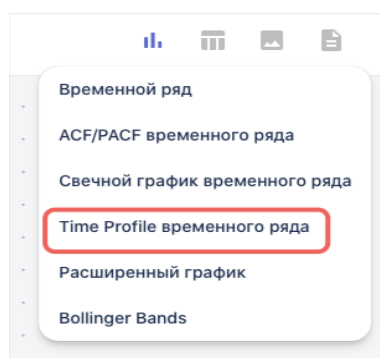 Временной ряд
ACF/PACF временного ряда
Свечной график временного ряда
Time Profile временного ряда
Расширенный график
Bollinger Bands